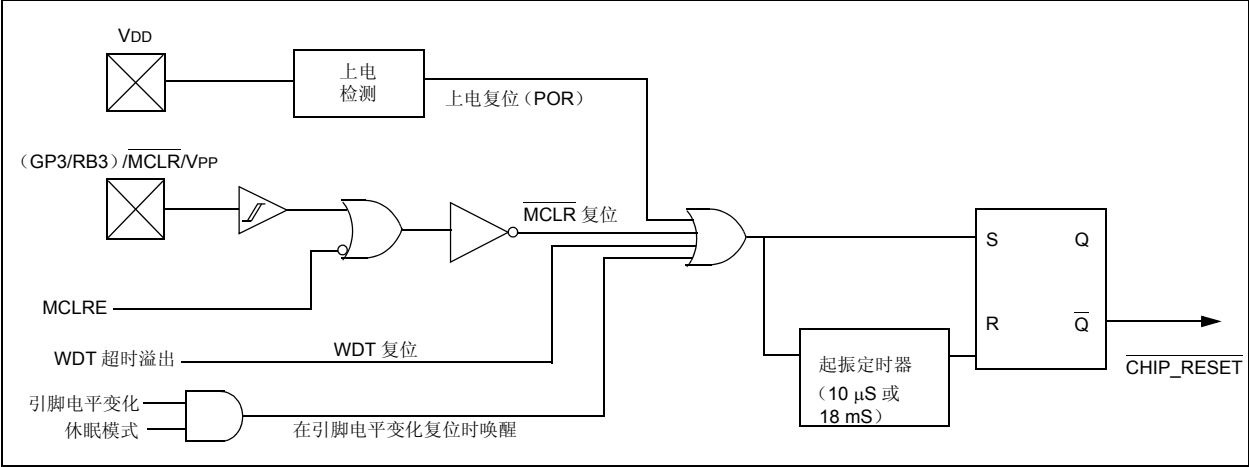 VDD
上电
检测
上电复位（POR）
（GP3/RB3）/MCLR/VPP
MCLR 复位
S
Q
R
Q
MCLRE
WDT 超时溢出
WDT 复位
起振定时器
（10 µS 或
18 mS）
CHIP_RESET
引脚电平变化
休眠模式
在引脚电平变化复位时唤醒